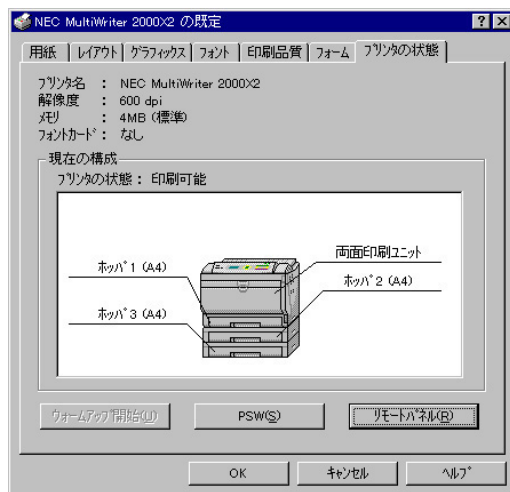 NEC MultiWriter 2000X2 の既定
用紙 ﾚｲｱｳﾄ ｸﾞﾗﾌｨｯｸｽ ﾌｫﾝﾄ 印刷品質 ﾌｫｰﾑ ﾌﾟﾘﾝﾀの状態
ﾌﾟﾘﾝﾀ名 : NEC MultiWriter 2000X2
解像度 : 600 dpi
ﾒﾓﾘ : 4MB (標準)
ﾌｫﾝﾄｶｰﾄﾞ : なし
現在の構成
ﾌﾟﾘﾝﾀの状態 : 印刷可能
両面印刷ﾕﾆｯﾄ
ﾎｯﾊﾟ1 (A4)
ﾎｯﾊﾟ2 (A4)
ﾎｯﾊﾟ3 (A4)
ｳｫｰﾑｱｯﾌﾟ開始(U) PSW(S) ﾘﾓｰﾄﾊﾟﾈﾙ(R)
OK ｷｬﾝｾﾙ ﾍﾙﾌﾟ